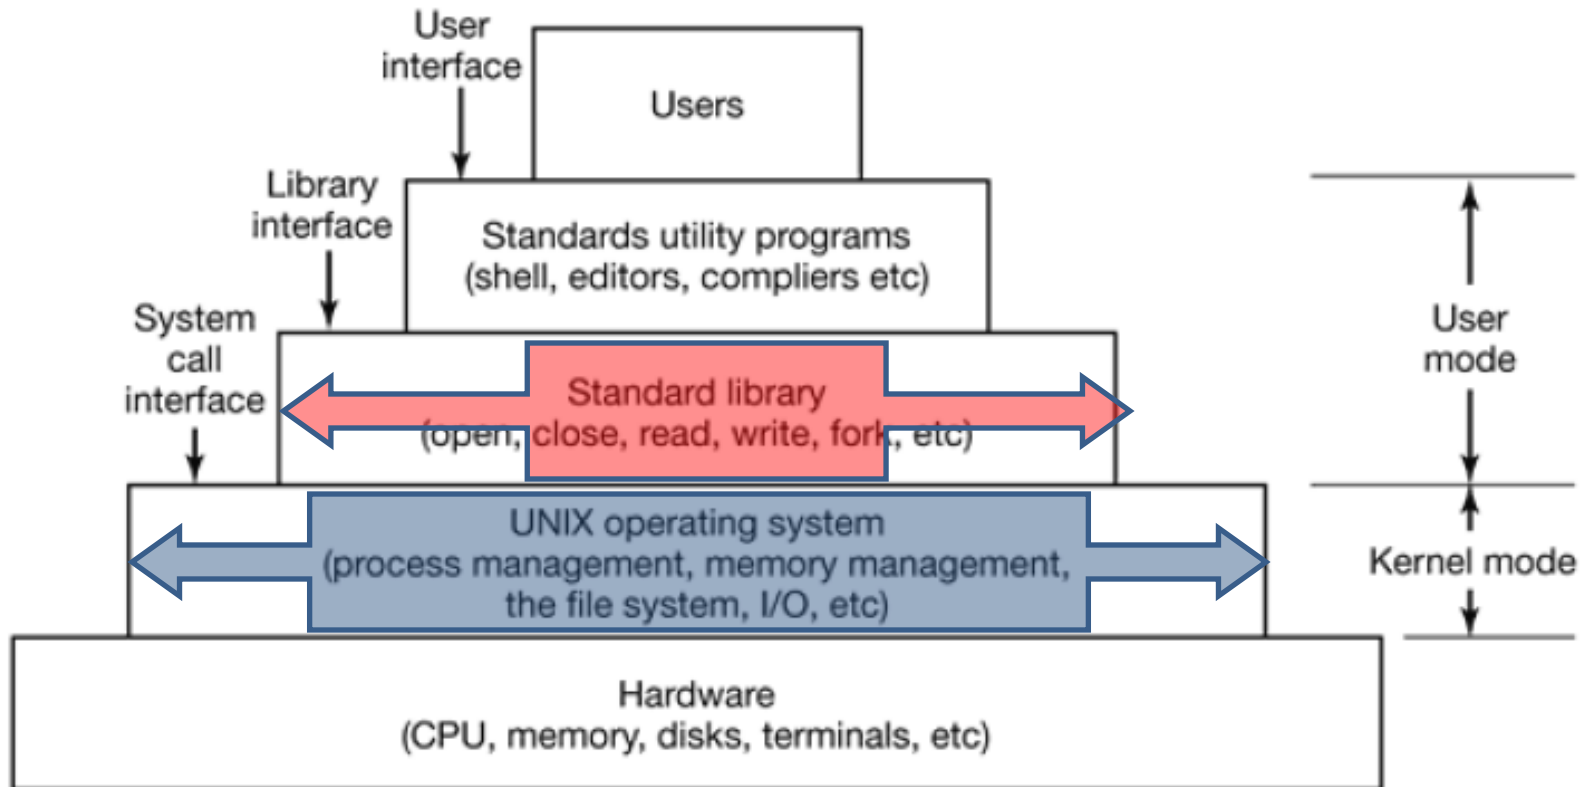 User
interface
Users
Library
interface
Standards utility programs
(shell, editors, compliers etc)
System
call
interface
Standard library
(open, close, read, write, fork, etc)
User
mode
UNIX operating system
(process management, memory management,
the file system, I/O, etc)
Kernel mode
Hardware
(CPU, memory, disks, terminals, etc)